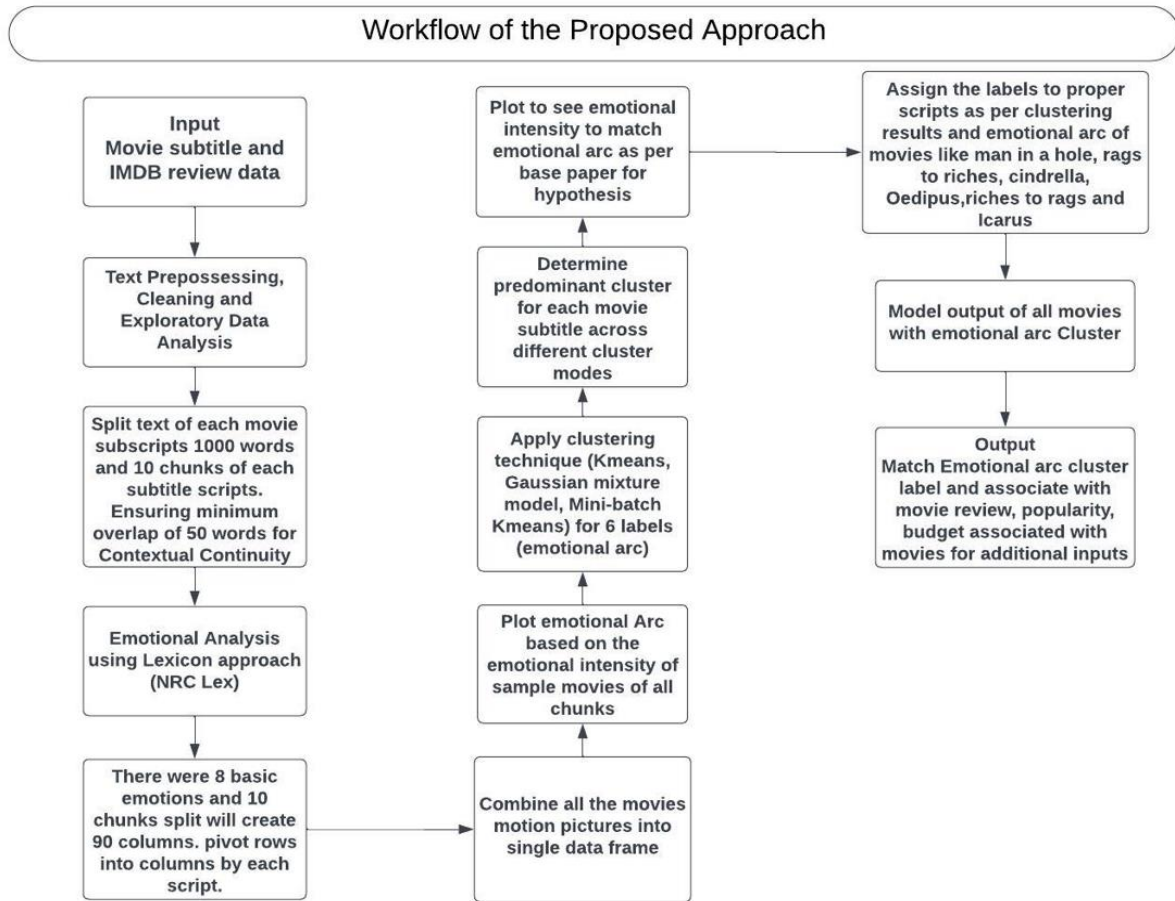 Workflow of the Proposed Approach
Input
Movie subtitle and
IMDB review data
Text Prepossessing,
Cleaning and
Exploratory Data
Analysis
Split text of each movie
subscripts 1000 words
and 10 chunks of each
subtitle scripts.
Ensuring minimum
overlap of 50 words for
Contextual Continuity
Emotional Analysis
using Lexicon approach
(NRC Lex)
There were 8 basic
emotions and 10
chunks split will create
90 columns. pivot rows
into columns by each
script.
Combine all the movies
motion pictures into
single data frame
Plot emotional Arc
based on the
emotional intensity of
sample movies of all
chunks
Apply clustering
technique (Kmeans,
Gaussian mixture
model, Mini-batch
Kmeans) for 6 labels
(emotional arc)
Determine
predominant cluster
for each movie
subtitle across
different cluster
modes
Plot to see emotional
intensity to match
emotional arc as per
base paper for
hypothesis
Assign the labels to proper
scripts as per clustering
results and emotional arc of
movies like man in a hole, rags
to riches, cindrella,
Oedipus,riches to rags and
Icarus
Model output of all movies
with emotional arc Cluster
Output
Match Emotional arc cluster
label and associate with
movie review, popularity,
budget associated with
movies for additional inputs